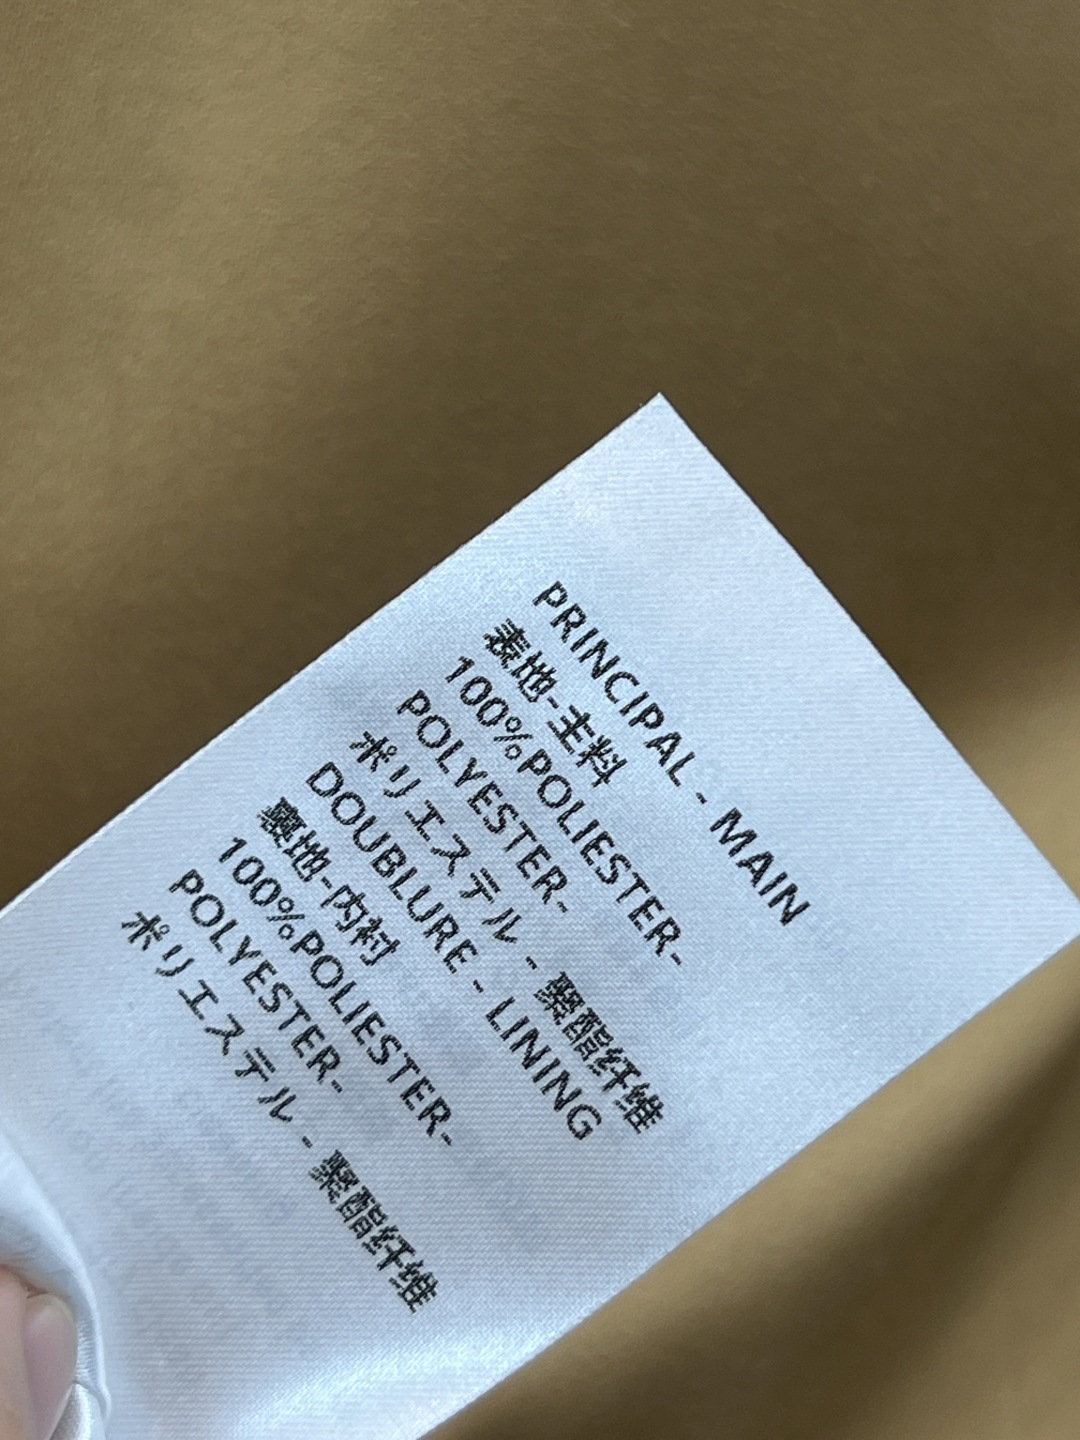 PRINCIPAL - MAIN
表地-主料
100%POLIESTER-
POLYESTER-
ポリエステル - 聚酯纤维
DOUBLURE - LINING
裏地-内衬
100%POLIESTER-
POLYESTER-
ポリエステル - 聚酯纤维